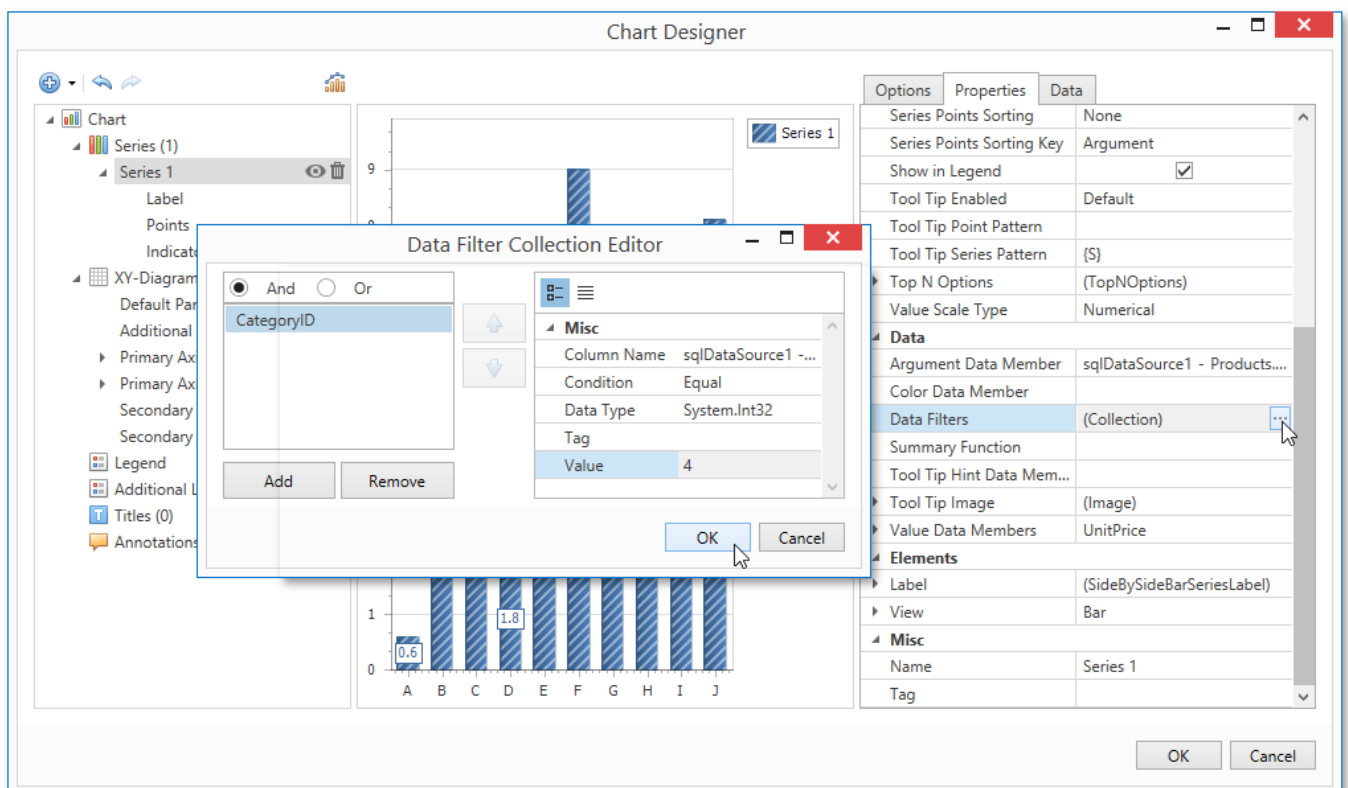 Chart Designer
Options Properties Data
Chart
Series (1)
Series 1
Label
Points
Indicato
XY-Diagram
Default Par
Additional
Primary Ax
Primary Ax
Secondary
Secondary
Legend
Additional L
Titles (0)
Annotations
Series 1
9
8
1
0
0.6
1.8
A B C D E F G H I J
Data Filter Collection Editor
And Or
CategoryID
Add Remove
Misc
Column Name sqlDataSource1 -...
Condition Equal
Data Type System.Int32
Tag
Value 4
OK Cancel
Series Points Sorting None
Series Points Sorting Key Argument
Show in Legend
Tool Tip Enabled Default
Tool Tip Point Pattern
Tool Tip Series Pattern {S}
Top N Options (TopNOptions)
Value Scale Type Numerical
Data
Argument Data Member sqlDataSource1 - Products....
Color Data Member
Data Filters (Collection) ...
Summary Function
Tool Tip Hint Data Mem...
Tool Tip Image (Image)
Value Data Members UnitPrice
Elements
Label (SideBySideBarSeriesLabel)
View Bar
Misc
Name Series 1
Tag
OK Cancel